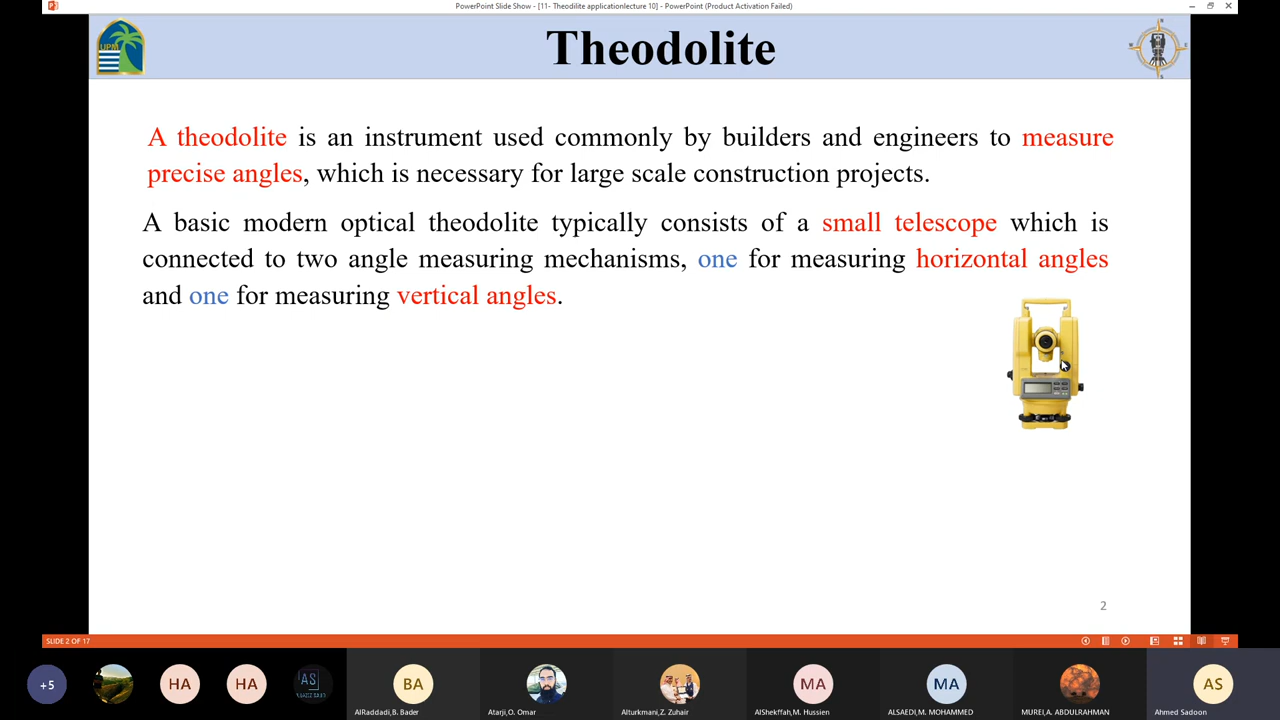 PowerPoint Slide Show - [11- Theodilite applicationlecture 10] - PowerPoint (Product Activation Failed)
UPM
Theodolite
A theodolite is an instrument used commonly by builders and engineers to measure
precise angles, which is necessary for large scale construction projects.
A basic modern optical theodolite typically consists of a small telescope which is
connected to two angle measuring mechanisms, one for measuring horizontal angles
and one for measuring vertical angles.
2
SLIDE 2 OF 17
+5
HA
HA
AS
BA
MA
MA
AS
AlRaddadi,B. Bader
Atarji,O. Omar
Alturkmani,Z. Zuhair
AlShekffah,M. Hussien
ALSAEDI,M. MOHAMMED
MUREI,A. ABDULRAHMAN
Ahmed Sadoon